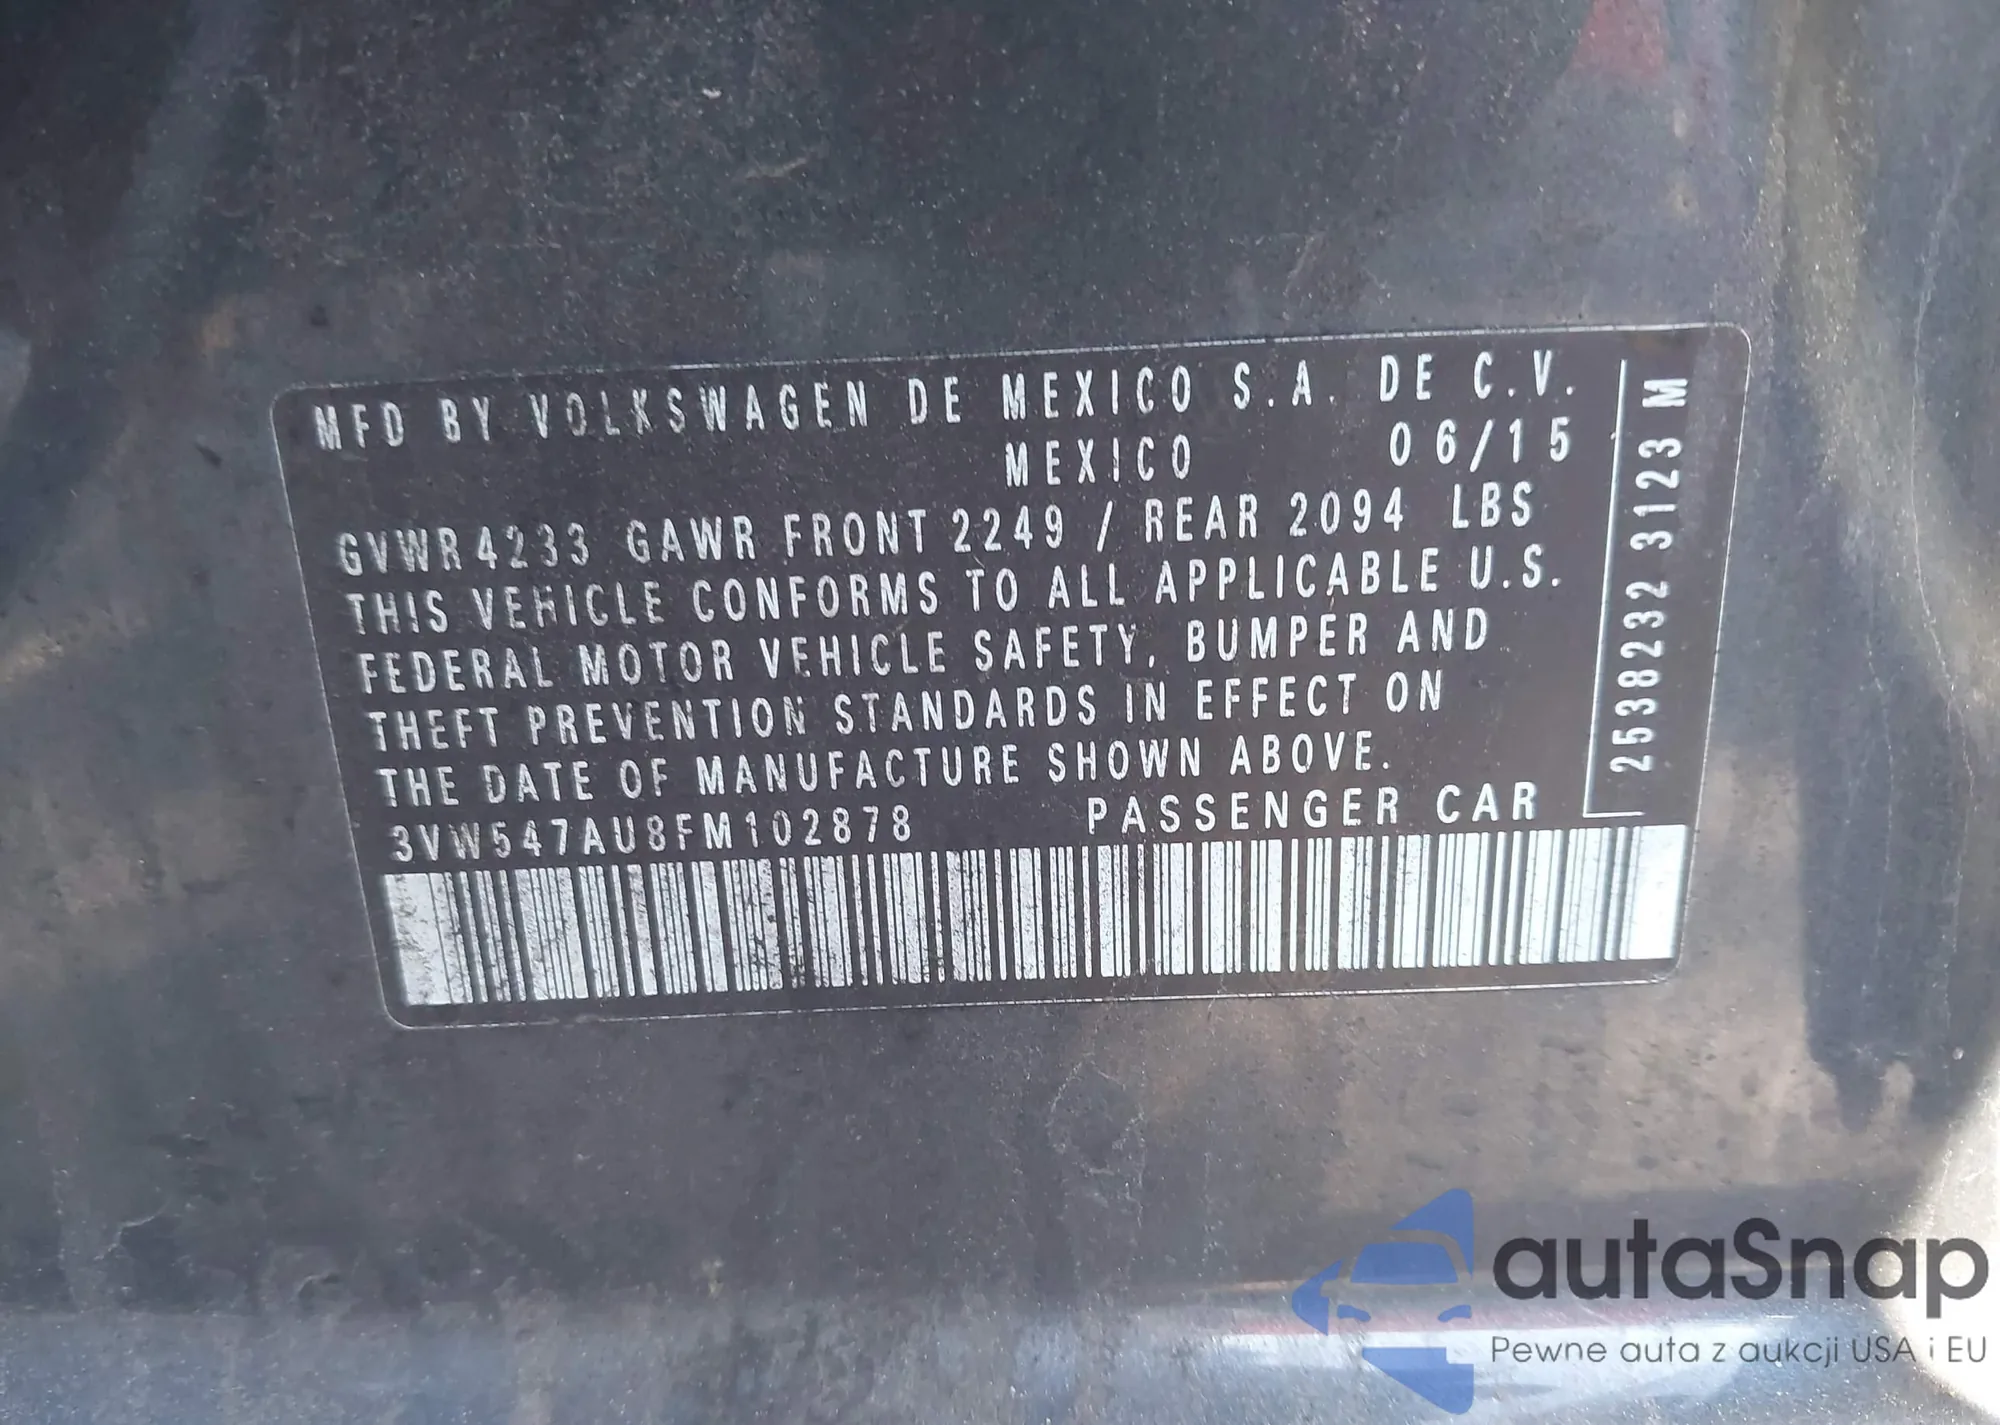 MFD BY VOLKSWAGEN DE MEXICO S.A. DE C.V.
MEXICO 06/15
GVWR 4233 GAWR FRONT 2249 / REAR 2094 LBS
THIS VEHICLE CONFORMS TO ALL APPLICABLE U.S.
FEDERAL MOTOR VEHICLE SAFETY, BUMPER AND
THEFT PREVENTION STANDARDS IN EFFECT ON
THE DATE OF MANUFACTURE SHOWN ABOVE.
3VW547AU8FM102878 PASSENGER CAR
2538232 3123 M
autaSnap
Pewne auta z aukcji USA i EU